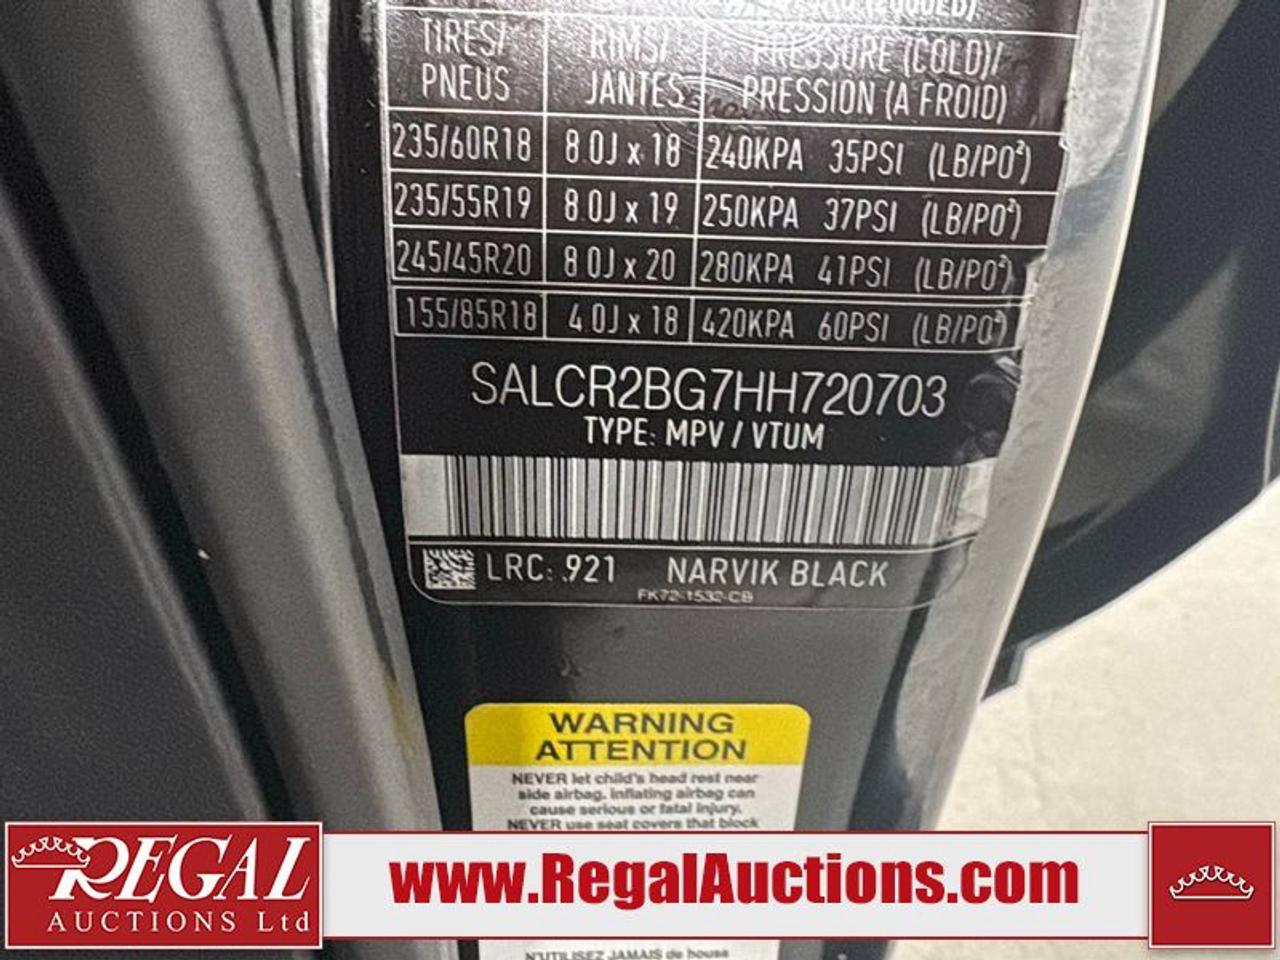 TIRES/ RIMS/ PRESSURE (COLD)/
PNEUS JANTES PRESSION (A FROID)
235/60R18 8.0J x 18 240KPA 35PSI (LB/PO²)
235/55R19 8.0J x 19 250KPA 37PSI (LB/PO²)
245/45R20 8.0J x 20 280KPA 41PSI (LB/PO²)
155/85R18 4.0J x 18 420KPA 60PSI (LB/PO²)
SALCR2BG7HH720703
TYPE: MPV / VTUM
LRC: 921 NARVIK BLACK
FK72-1532-CB
WARNING
ATTENTION
NEVER let child's head rest near
side airbag, inflating airbag can
cause serious or fatal injury.
NEVER use seat covers that block
REGAL
AUCTIONS Ltd
www.RegalAuctions.com
N'UTILISEZ JAMAIS de house